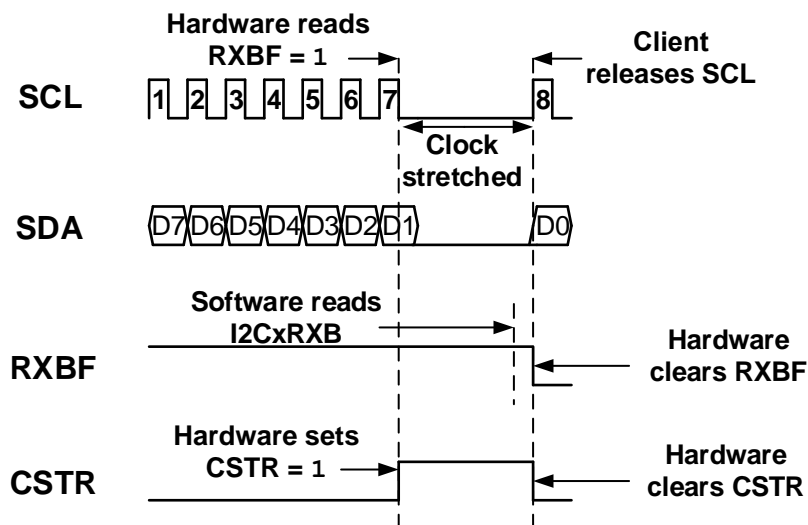 Hardware reads
RXBF = 1
Client
releases SCL
SCL
1 2 3 4 5 6 7 8
Clock
stretched
SDA
D7 D6 D5 D4 D3 D2 D1 D0
Software reads
I2CxRXB
RXBF
Hardware
clears RXBF
Hardware sets
CSTR = 1
CSTR
Hardware
clears CSTR